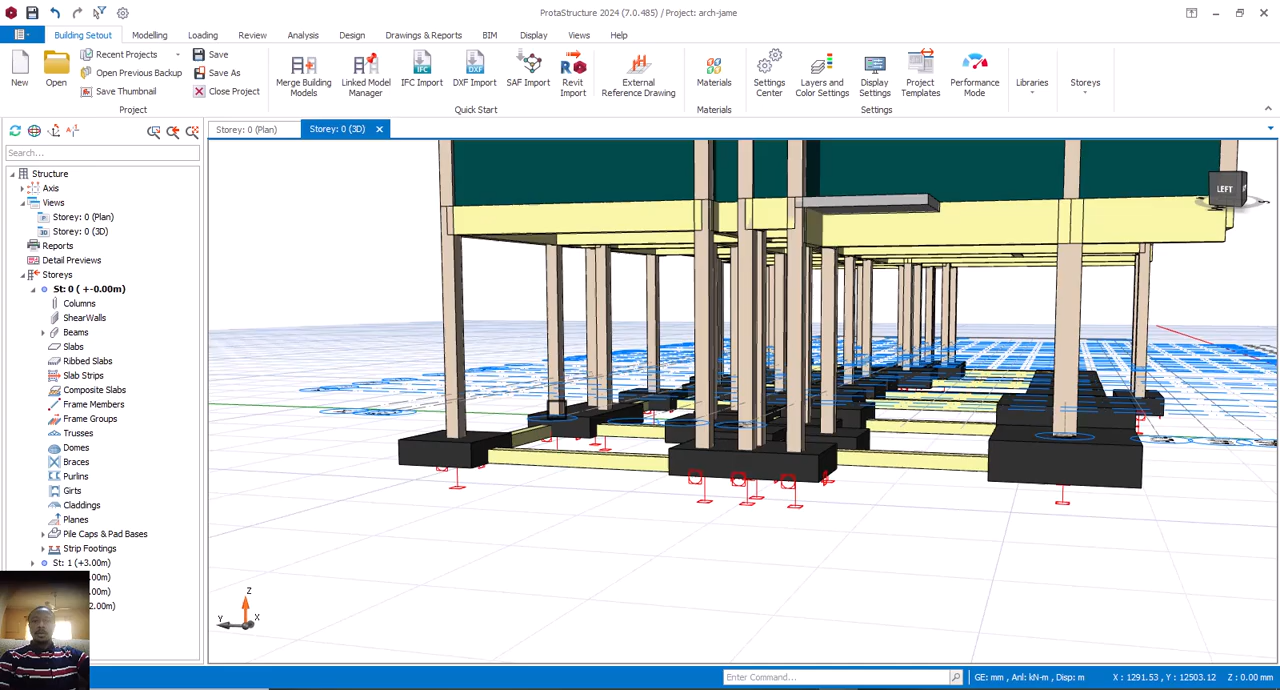 ProtaStructure 2024 (7.0.485) / Project: arch-jame
Building Setout Modelling Loading Review Analysis Design Drawings & Reports BIM Display Views Help
New
Open
Recent Projects
Open Previous Backup
Save Thumbnail
Save
Save As
Close Project
Project
Merge Building Models
Linked Model Manager
IFC Import
DXF Import
SAF Import
Revit Import
Quick Start
External Reference Drawing
Materials
Materials
Settings Center
Layers and Color Settings
Display Settings
Project Templates
Performance Mode
Settings
Libraries
Storeys
Storey: 0 (Plan)
Storey: 0 (3D)
Search...
Structure
Axis
Views
Storey: 0 (Plan)
Storey: 0 (3D)
Reports
Detail Previews
Storeys
St: 0 ( +-0.00m)
Columns
ShearWalls
Beams
Slabs
Ribbed Slabs
Slab Strips
Composite Slabs
Frame Members
Frame Groups
Trusses
Domes
Braces
Purlins
Girts
Claddings
Planes
Pile Caps & Pad Bases
Strip Footings
St: 1 (+3.00m)
LEFT
Z
Y
X
Enter Command...
GE: mm , Anl: kN-m , Disp: m
X : 1291.53 , Y : 12503.12
Z: 0.00 mm